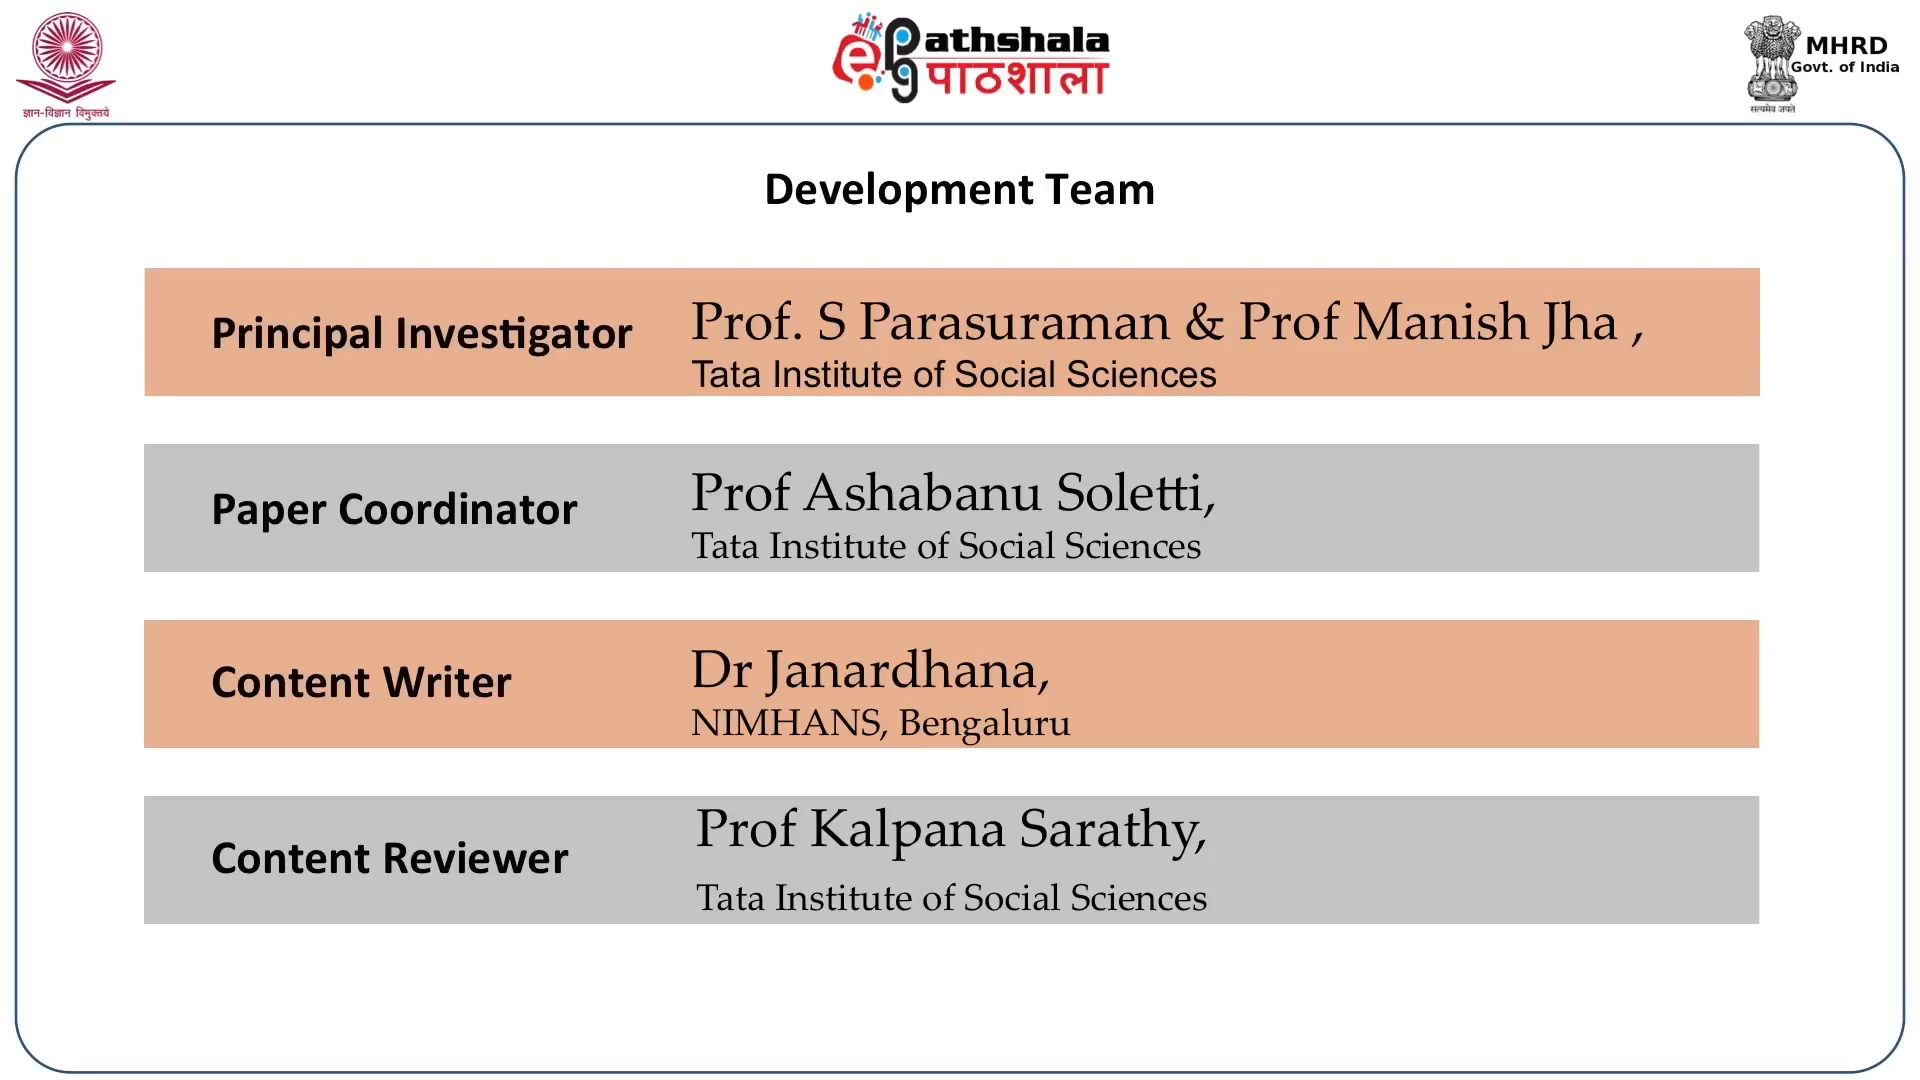 ज्ञान-विज्ञान विमुक्तये
ePG Pathshala
पाठशाला
MHRD
Govt. of India
सत्यमेव जयते
Development Team
Principal Investigator
Prof. S Parasuraman & Prof Manish Jha ,
Tata Institute of Social Sciences
Paper Coordinator
Prof Ashabanu Soletti,
Tata Institute of Social Sciences
Content Writer
Dr Janardhana,
NIMHANS, Bengaluru
Content Reviewer
Prof Kalpana Sarathy,
Tata Institute of Social Sciences